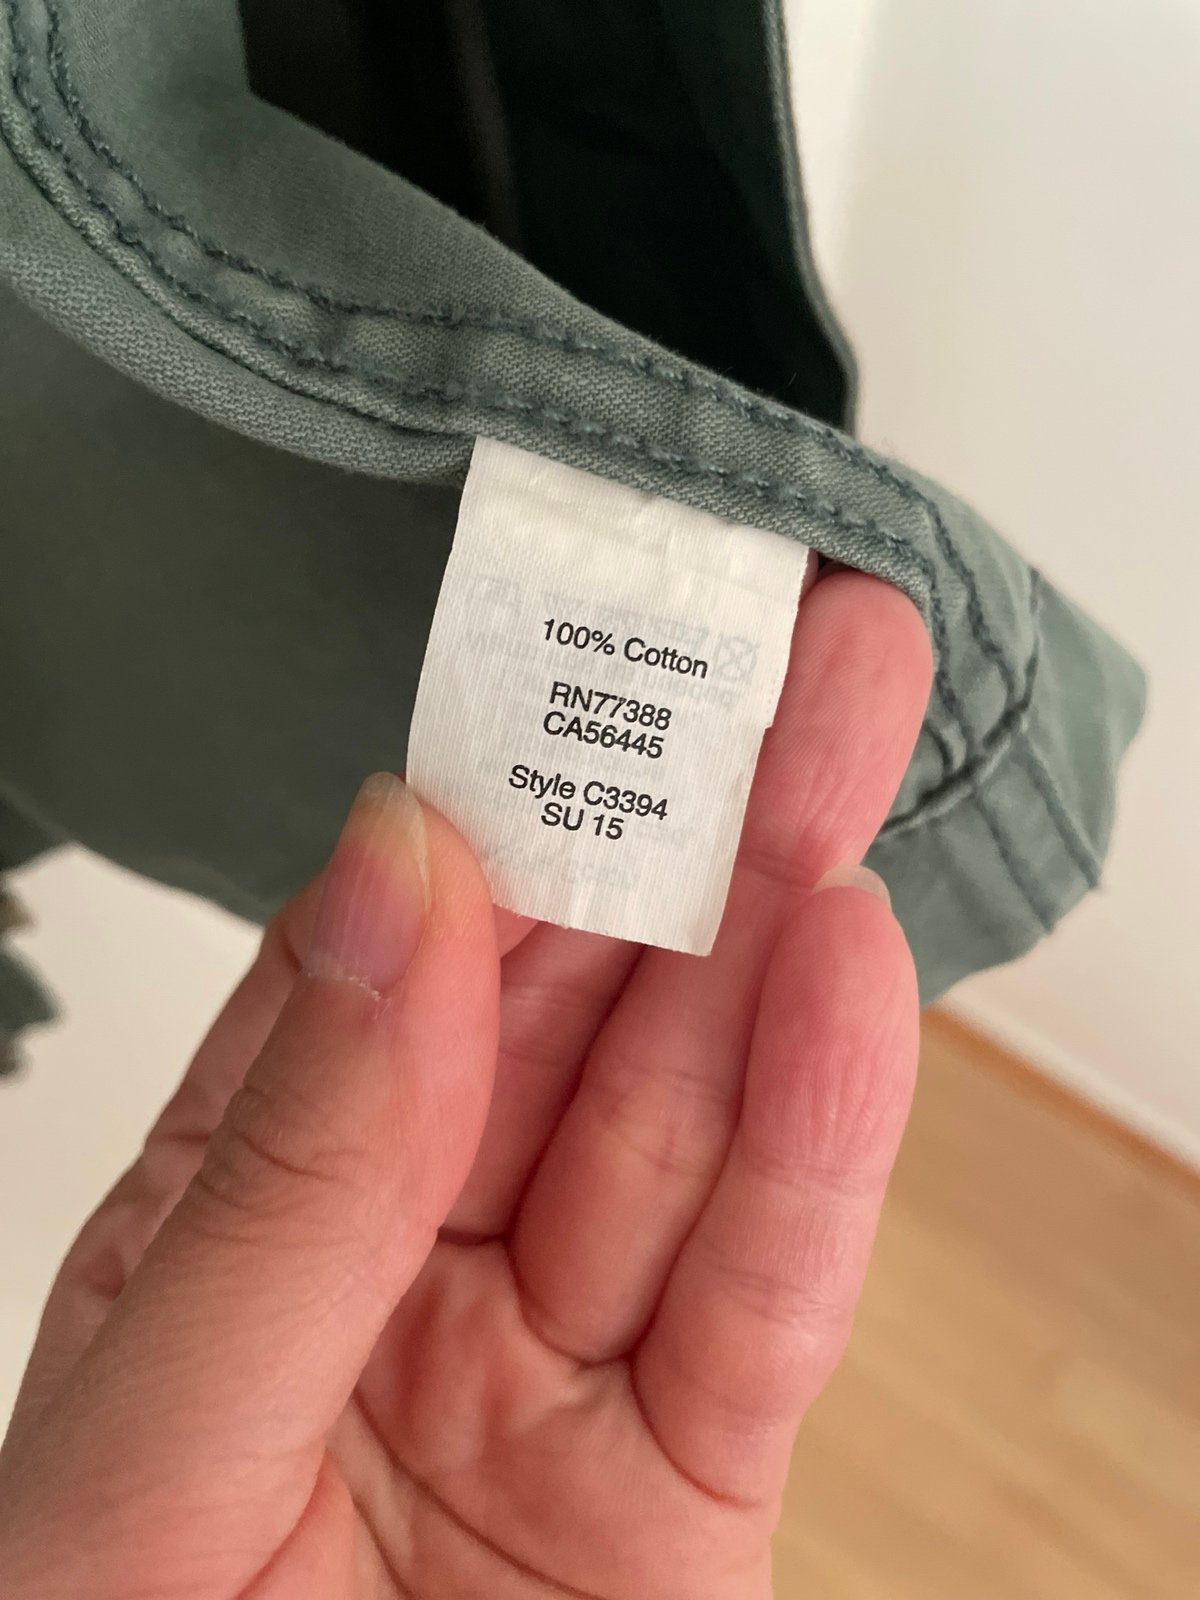 100% Cotton
RN77388
CA56445
Style C3394
SU 15